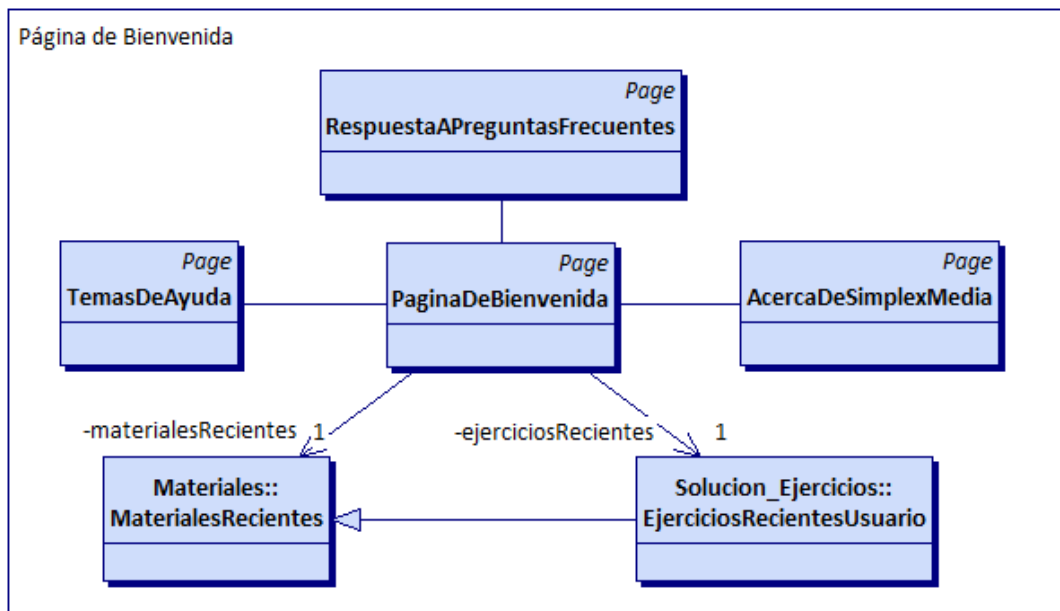 Página de Bienvenida
Page
RespuestaAPreguntasFrecuentes
Page
TemasDeAyuda
Page
PaginaDeBienvenida
Page
AcercaDeSimplexMedia
-materialesRecientes 1
-ejerciciosRecientes 1
Materiales::
MaterialesRecientes
Solucion_Ejercicios::
EjerciciosRecientesUsuario